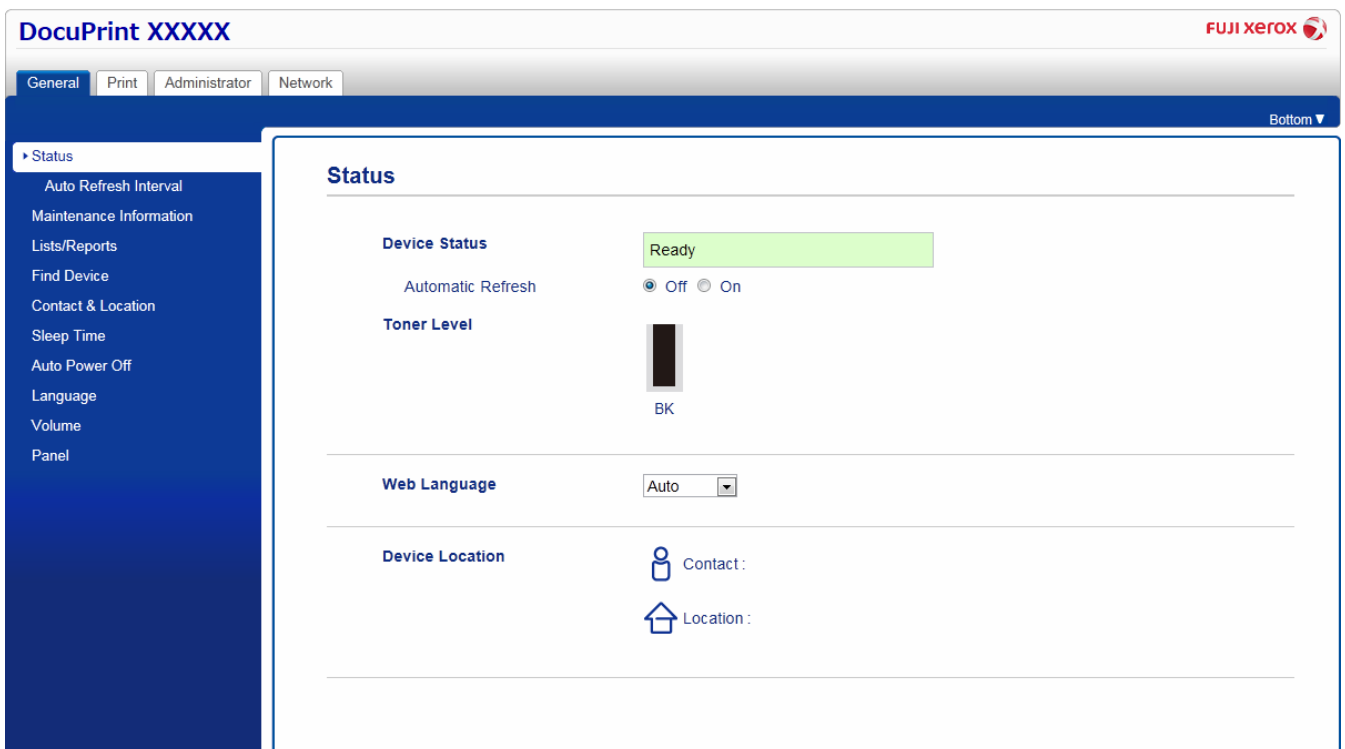 DocuPrint XXXXX
FUJI xerox
General Print Administrator Network
Bottom▼
Status
Auto Refresh Interval
Maintenance Information
Lists/Reports
Find Device
Contact & Location
Sleep Time
Auto Power Off
Language
Volume
Panel
Status
Device Status Ready
Automatic Refresh Off On
Toner Level
BK
Web Language Auto
Device Location Contact :
Location :